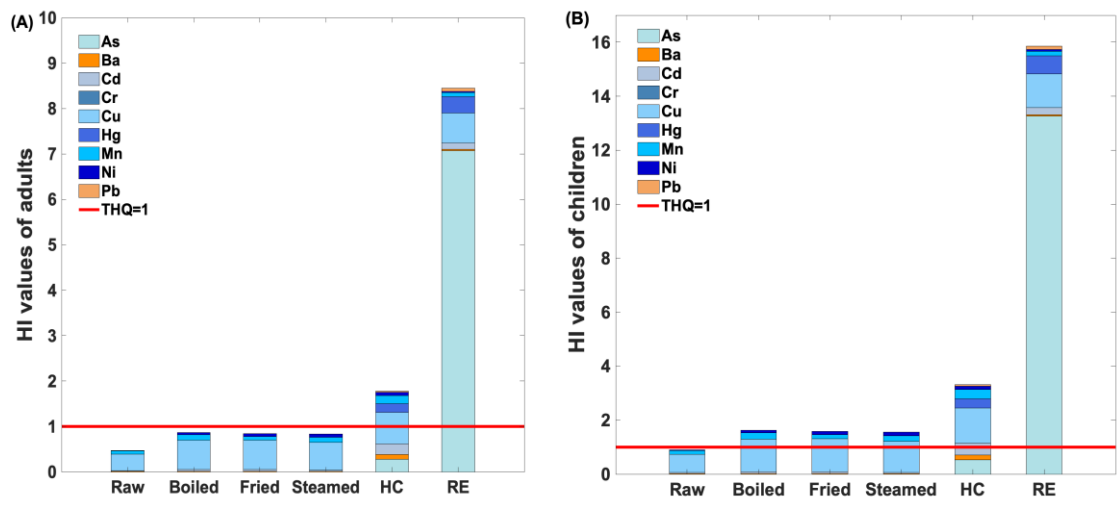 (A)
HI values of adults
10
9
8
7
6
5
4
3
2
1
0
As
Ba
Cd
Cr
Cu
Hg
Mn
Ni
Pb
THQ=1
Raw Boiled Fried Steamed HC RE
(B)
HI values of children
16
14
12
10
8
6
4
2
0
As
Ba
Cd
Cr
Cu
Hg
Mn
Ni
Pb
THQ=1
Raw Boiled Fried Steamed HC RE